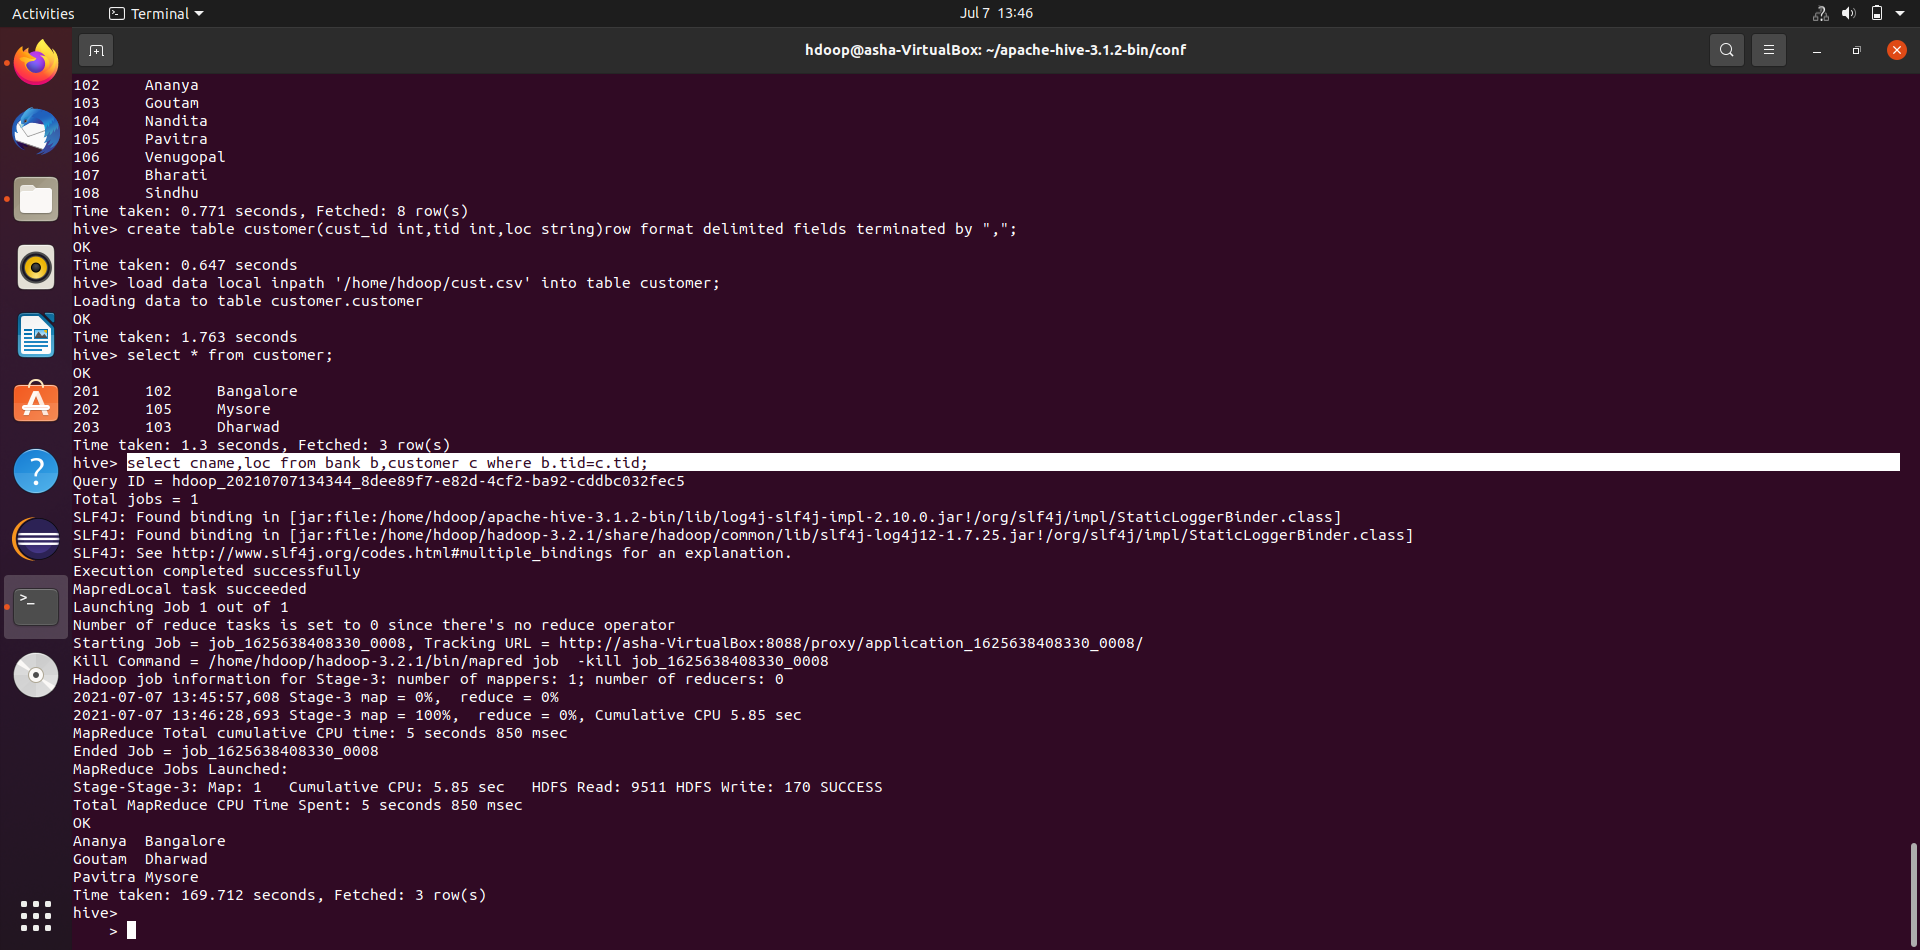 Activities
Terminal
Jul 7 13:46
hdoop@asha-VirtualBox: ~/apache-hive-3.1.2-bin/conf
102     Ananya
103     Goutam
104     Nandita
105     Pavitra
106     Venugopal
107     Bharati
108     Sindhu
Time taken: 0.771 seconds, Fetched: 8 row(s)
hive> create table customer(cust_id int,tid int,loc string)row format delimited fields terminated by ",";
OK
Time taken: 0.647 seconds
hive> load data local inpath '/home/hdoop/cust.csv' into table customer;
Loading data to table customer.customer
OK
Time taken: 1.763 seconds
hive> select * from customer;
OK
201     102     Bangalore
202     105     Mysore
203     103     Dharwad
Time taken: 1.3 seconds, Fetched: 3 row(s)
hive> select cname,loc from bank b,customer c where b.tid=c.tid;
Query ID = hdoop_20210707134344_8dee89f7-e82d-4cf2-ba92-cddbc032fec5
Total jobs = 1
SLF4J: Found binding in [jar:file:/home/hdoop/apache-hive-3.1.2-bin/lib/log4j-slf4j-impl-2.10.0.jar!/org/slf4j/impl/StaticLoggerBinder.class]
SLF4J: Found binding in [jar:file:/home/hdoop/hadoop-3.2.1/share/hadoop/common/lib/slf4j-log4j12-1.7.25.jar!/org/slf4j/impl/StaticLoggerBinder.class]
SLF4J: See http://www.slf4j.org/codes.html#multiple_bindings for an explanation.
Execution completed successfully
MapredLocal task succeeded
Launching Job 1 out of 1
Number of reduce tasks is set to 0 since there's no reduce operator
Starting Job = job_1625638408330_0008, Tracking URL = http://asha-VirtualBox:8088/proxy/application_1625638408330_0008/
Kill Command = /home/hdoop/hadoop-3.2.1/bin/mapred job  -kill job_1625638408330_0008
Hadoop job information for Stage-3: number of mappers: 1; number of reducers: 0
2021-07-07 13:45:57,608 Stage-3 map = 0%,  reduce = 0%
2021-07-07 13:46:28,693 Stage-3 map = 100%,  reduce = 0%, Cumulative CPU 5.85 sec
MapReduce Total cumulative CPU time: 5 seconds 850 msec
Ended Job = job_1625638408330_0008
MapReduce Jobs Launched:
Stage-Stage-3: Map: 1   Cumulative CPU: 5.85 sec   HDFS Read: 9511 HDFS Write: 170 SUCCESS
Total MapReduce CPU Time Spent: 5 seconds 850 msec
OK
Ananya  Bangalore
Goutam  Dharwad
Pavitra Mysore
Time taken: 169.712 seconds, Fetched: 3 row(s)
hive>
    >